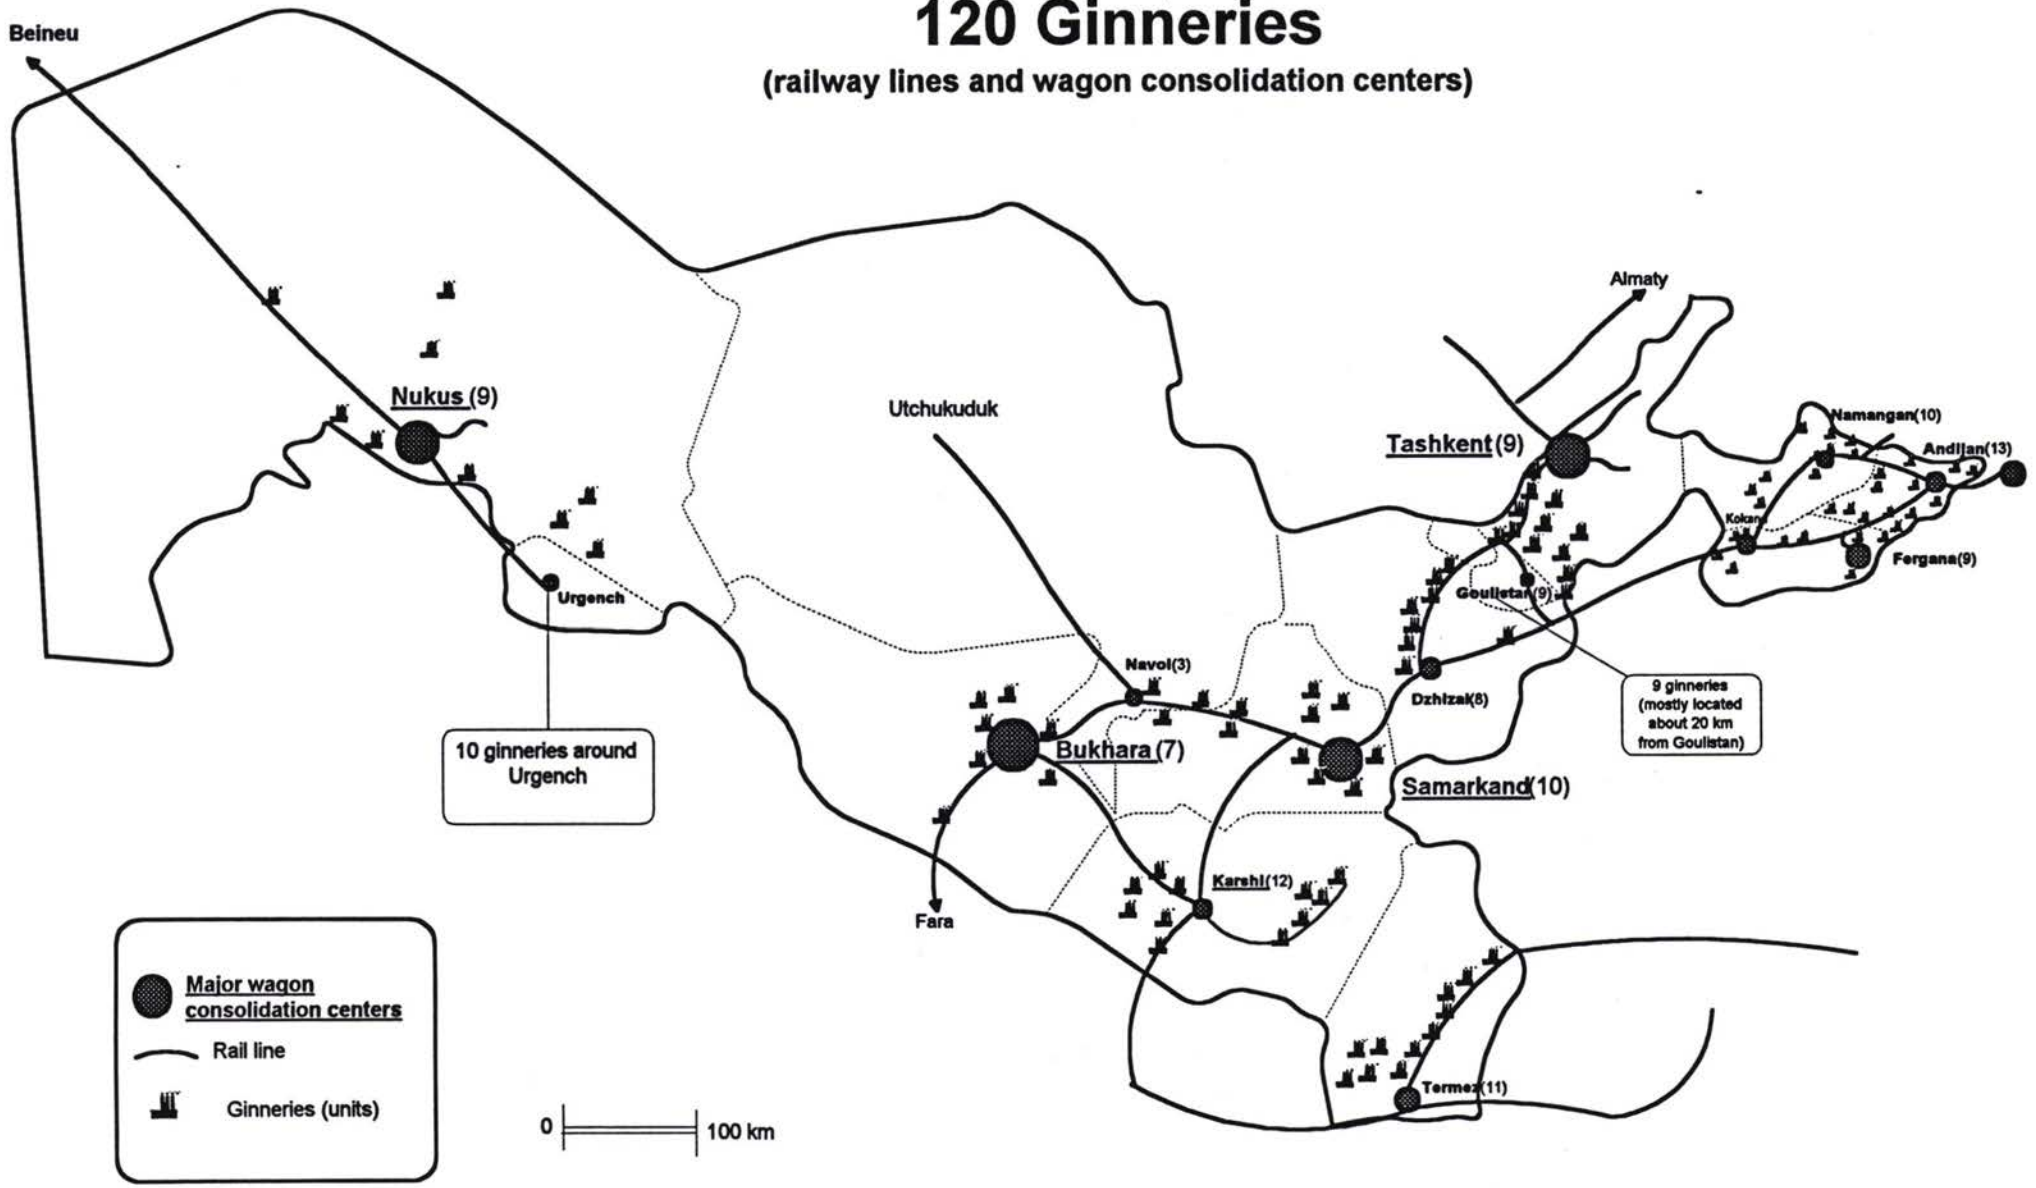 120 Ginneries
(railway lines and wagon consolidation centers)
Beineu
Almaty
Nukus (9)
Utchukuduk
Tashkent (9)
Namangan(10)
Andijan(13)
Kokand
Fergana(9)
Goulistan(9)
Urgench
Navoi(3)
Dzhizak(8)
9 ginneries
(mostly located
about 20 km
from Goulistan)
10 ginneries around
Urgench
Bukhara (7)
Samarkand(10)
Karshi(12)
Fara
Major wagon
consolidation centers
Rail line
Ginneries (units)
Termez(11)
0
100 km